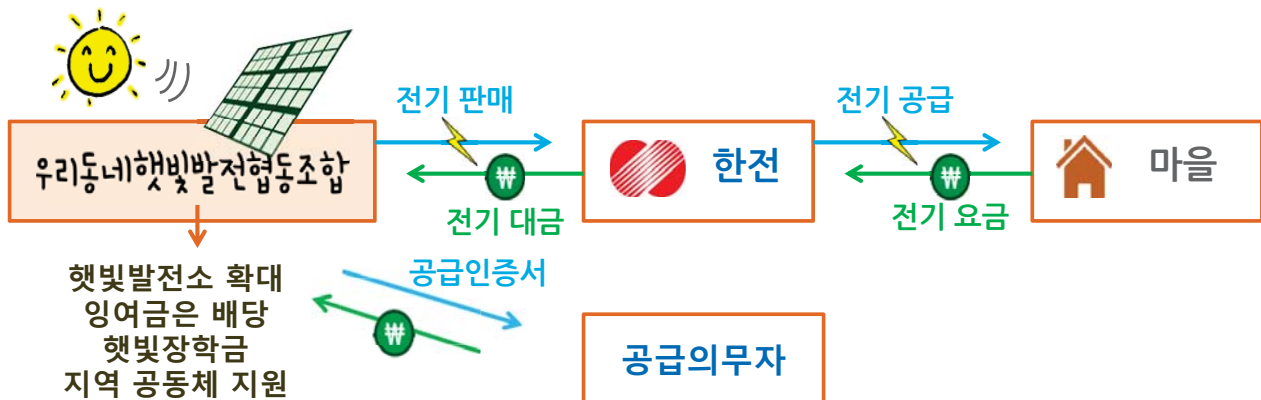 전기 판매
전기 공급
우리동네햇빛발전협동조합
₩
한전
₩
마을
전기 대금
전기 요금
햇빛발전소 확대
잉여금은 배당
햇빛장학금
지역 공동체 지원
공급인증서
₩
공급의무자